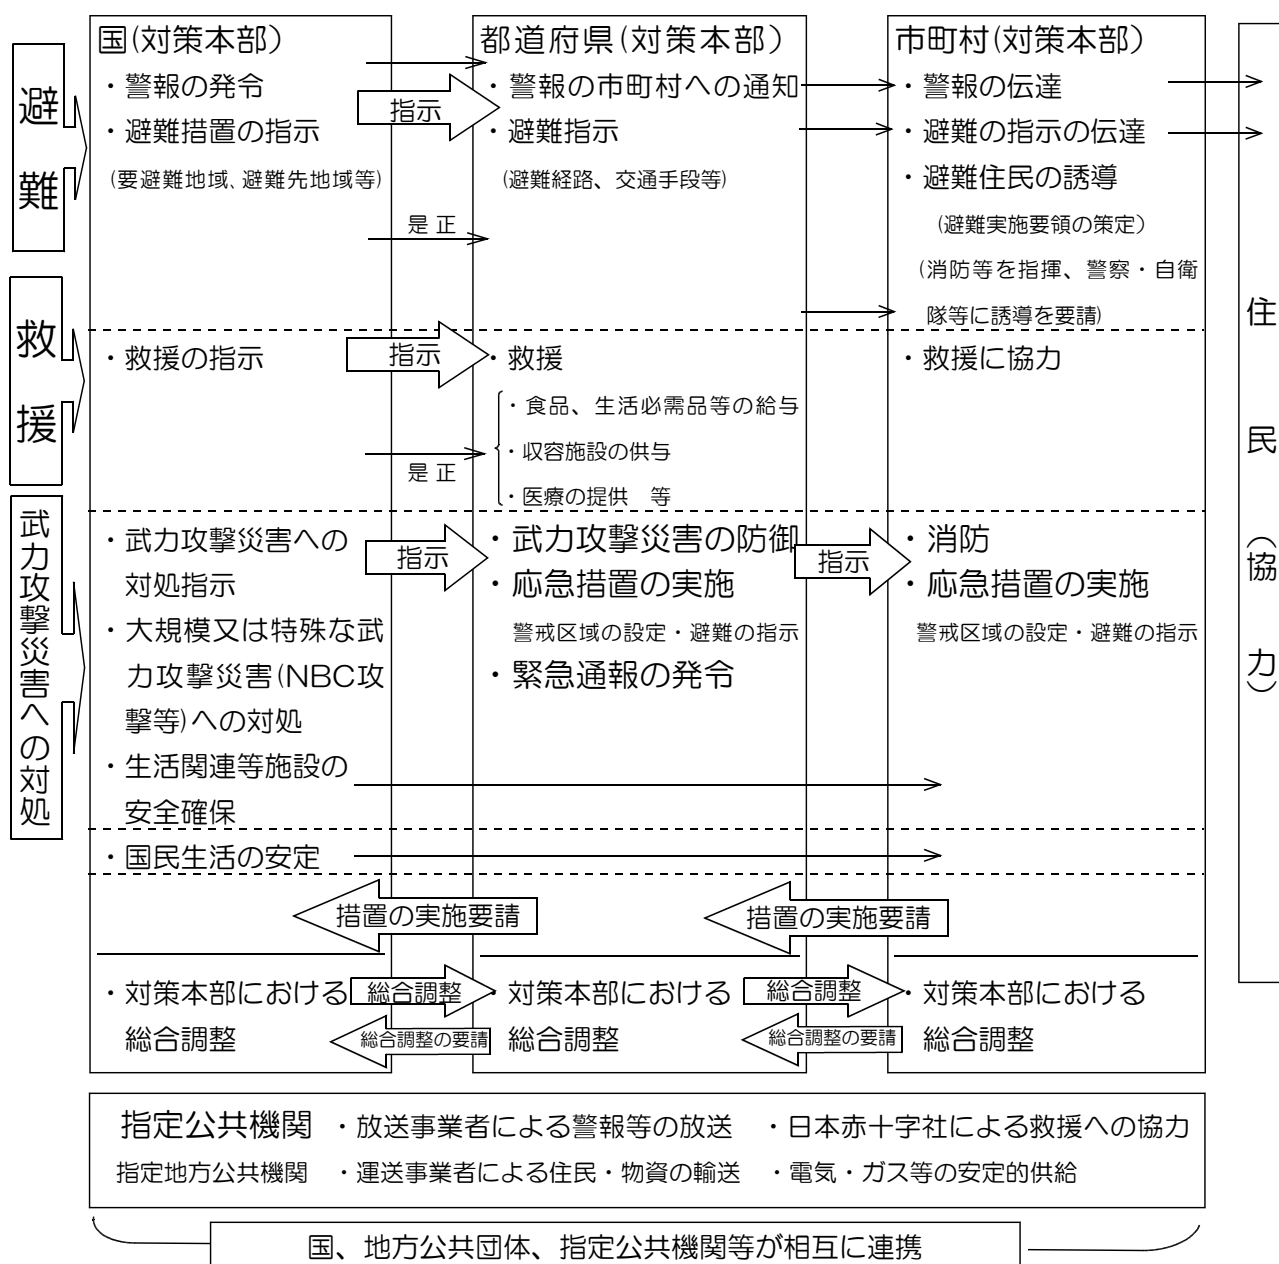 避難
国(対策本部)
・警報の発令
・避難措置の指示
(要避難地域、避難先地域等)
指示
是正
都道府県(対策本部)
・警報の市町村への通知
・避難指示
(避難経路、交通手段等)
市町村(対策本部)
・警報の伝達
・避難の指示の伝達
・避難住民の誘導
(避難実施要領の策定)
(消防等を指揮、警察・自衛
隊等に誘導を要請)
救援
・救援の指示
指示
是正
・救援
・食品、生活必需品等の給与
・収容施設の供与
・医療の提供　等
・救援に協力
武力攻撃災害への対処
・武力攻撃災害への
対処指示
・大規模又は特殊な武
力攻撃災害(NBC攻
撃等)への対処
・生活関連等施設の
安全確保
指示
・武力攻撃災害の防御
・応急措置の実施
警戒区域の設定・避難の指示
・緊急通報の発令
指示
・消防
・応急措置の実施
警戒区域の設定・避難の指示
・国民生活の安定
措置の実施要請
措置の実施要請
・対策本部における
総合調整
総合調整
総合調整の要請
・対策本部における
総合調整
総合調整
総合調整の要請
・対策本部における
総合調整
住民(協力)
指定公共機関　・放送事業者による警報等の放送　・日本赤十字社による救援への協力
指定地方公共機関　・運送事業者による住民・物資の輸送　・電気・ガス等の安定的供給
国、地方公共団体、指定公共機関等が相互に連携